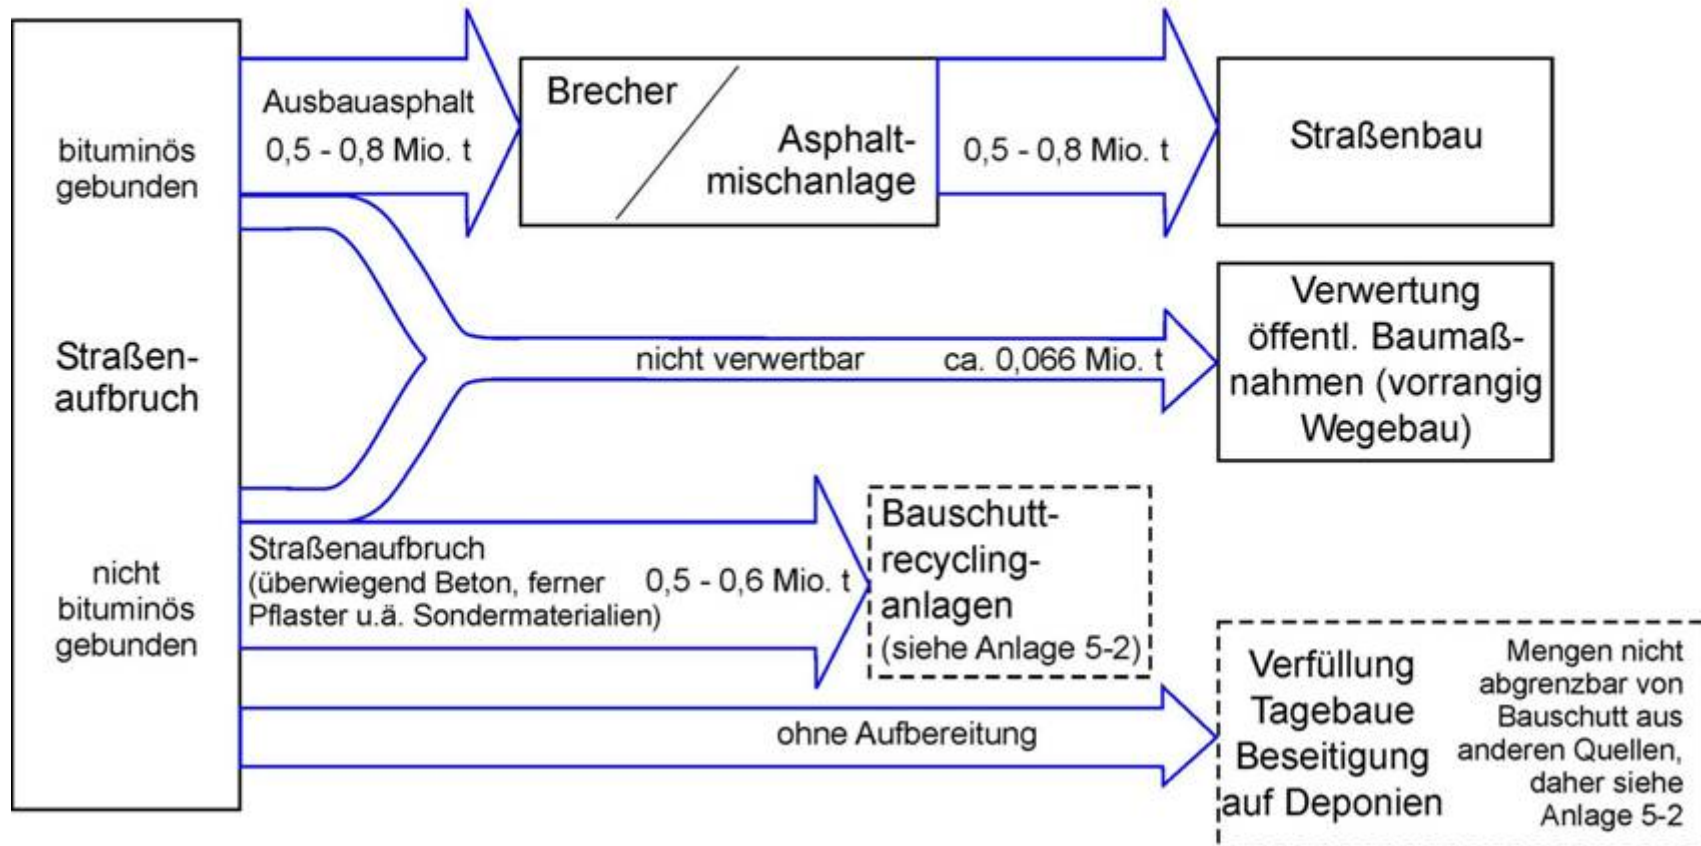 bituminös
gebunden
Straßen-
aufbruch
nicht
bituminös
gebunden
Ausbauasphalt
0,5 - 0,8 Mio. t
Brecher
Asphalt-
mischanlage
0,5 - 0,8 Mio. t
Straßenbau
nicht verwertbar
ca. 0,066 Mio. t
Verwertung
öffentl. Baumaß-
nahmen (vorrangig
Wegebau)
Straßenaufbruch
(überwiegend Beton, ferner
Pflaster u.ä. Sondermaterialien)
0,5 - 0,6 Mio. t
Bauschutt-
recycling-
anlagen
(siehe Anlage 5-2)
ohne Aufbereitung
Verfüllung
Tagebaue
Beseitigung
auf Deponien
Mengen nicht
abgrenzbar von
Bauschutt aus
anderen Quellen,
daher siehe
Anlage 5-2